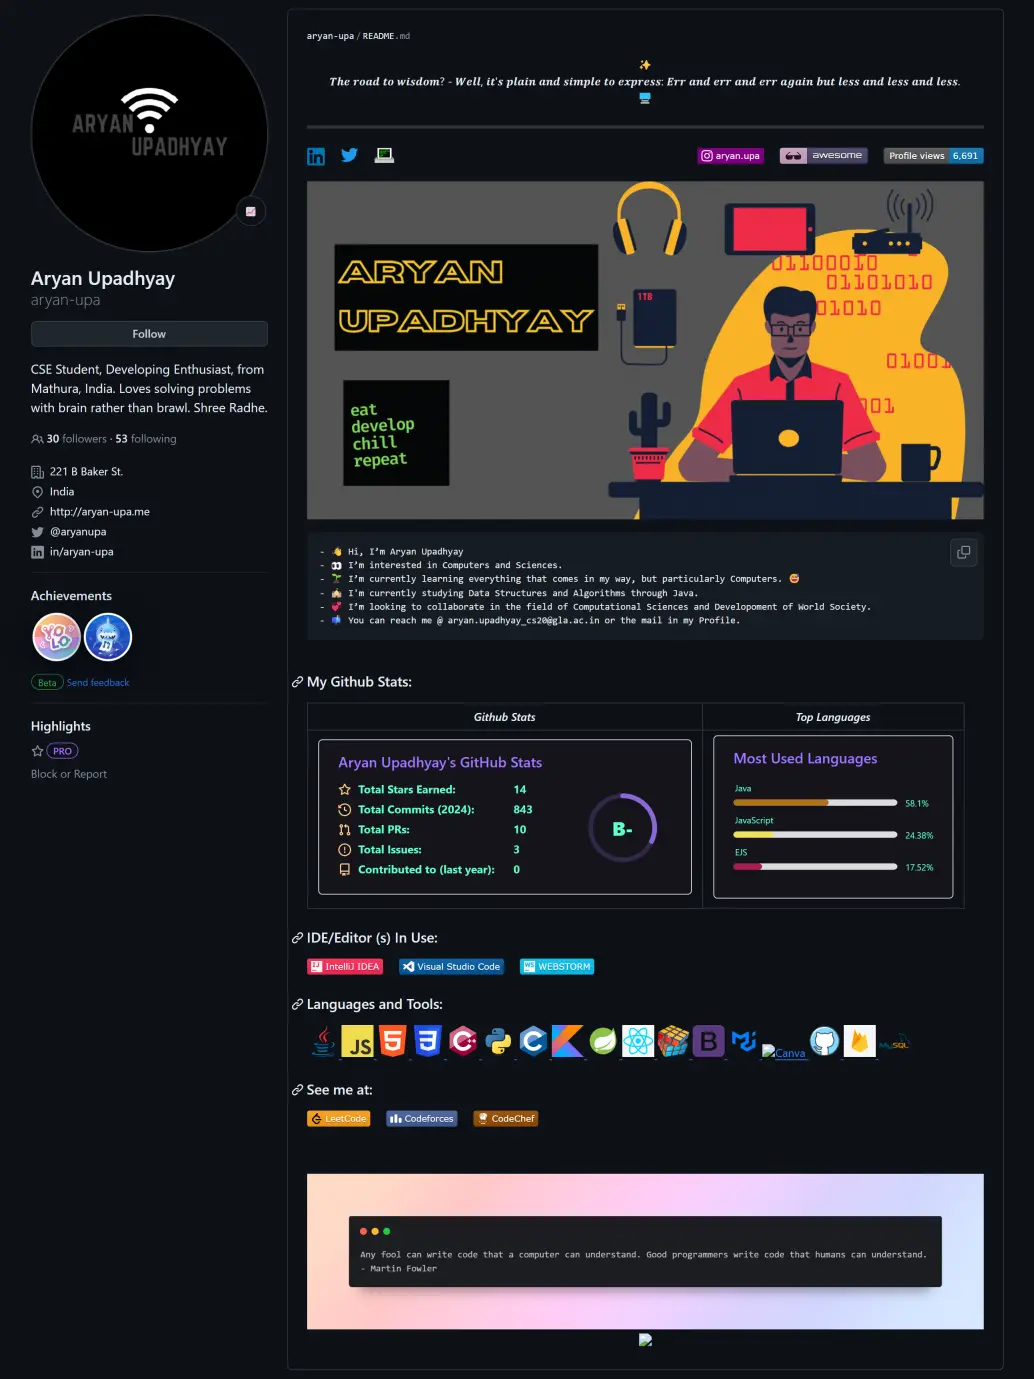 ARYAN
UPADHYAY
Aryan Upadhyay
aryan-upa
Follow
CSE Student, Developing Enthusiast, from
Mathura, India. Loves solving problems
with brain rather than brawl. Shree Radhe.
30 followers · 53 following
221 B Baker St.
India
http://aryan-upa.me
@aryanupa
in/aryan-upa
Achievements
YOLO
Beta Send feedback
Highlights
PRO
Block or Report
aryan-upa / README.md
The road to wisdom? - Well, it's plain and simple to express: Err and err and err again but less and less and less.
aryan.upa awesome Profile views 6,691
ARYAN
UPADHYAY
1TB
01100010
01101010
01010
01001
001
eat
develop
chill
repeat
- 👋 Hi, I’m Aryan Upadhyay
- 👀 I’m interested in Computers and Sciences.
- 🌱 I’m currently learning everything that comes in my way, but particularly Computers. 😅
- 🏫 I'm currently studying Data Structures and Algorithms through Java.
- 💞️ I’m looking to collaborate in the field of Computational Sciences and Developoment of World Society.
- 📫 You can reach me @ aryan.upadhyay_cs20@gla.ac.in or the mail in my Profile.
My Github Stats:
Github Stats Top Languages
Aryan Upadhyay's GitHub Stats
Total Stars Earned: 14
Total Commits (2024): 843
Total PRs: 10
Total Issues: 3
Contributed to (last year): 0
B-
Most Used Languages
Java
58.1%
JavaScript
24.38%
EJS
17.52%
IDE/Editor (s) In Use:
IntelliJ IDEA Visual Studio Code WEBSTORM
Languages and Tools:
Java JS 5 3 C++ C B Canva MySQL
See me at:
LeetCode Codeforces CodeChef
Any fool can write code that a computer can understand. Good programmers write code that humans can understand.
- Martin Fowler